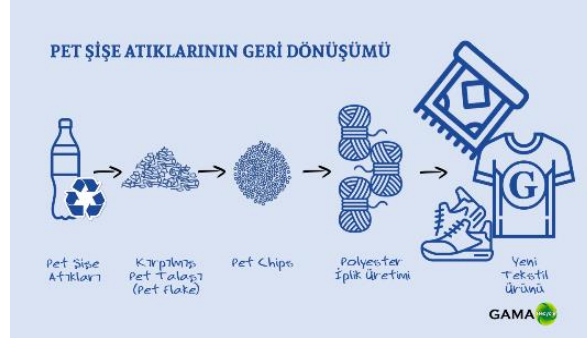 PET ŞİŞE ATIKLARININ GERİ DÖNÜŞÜMÜ
G
Pet Şişe
Atıkları
Kırpılmış
Pet Talaşı
(Pet Flake)
Pet Chips
Polyester
İplik Üretimi
Yeni
Tekstil
Ürünü
GAMA